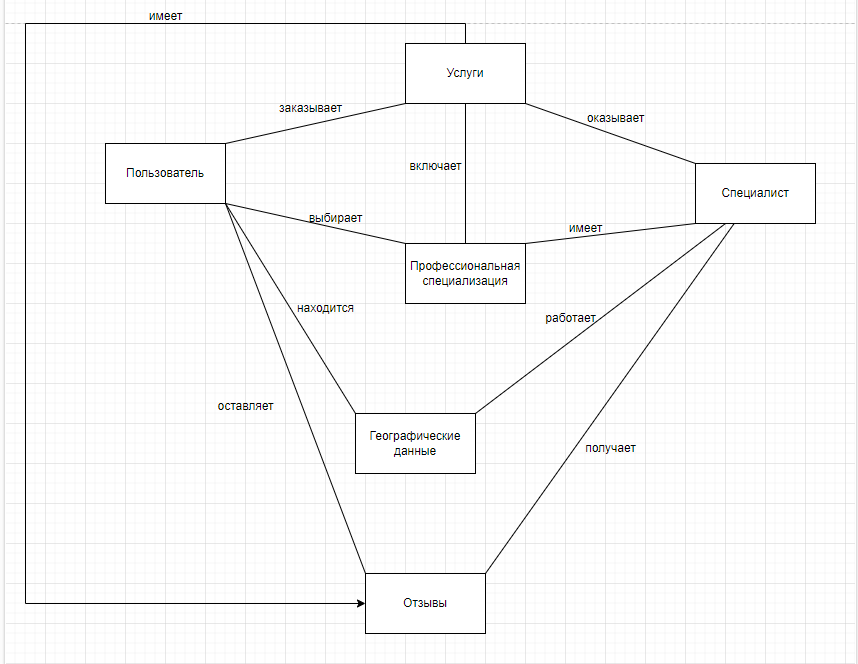 имеет
Услуги
заказывает
оказывает
включает
Пользователь
Специалист
выбирает
имеет
Профессиональная
специализация
находится
работает
оставляет
Географические
данные
получает
Отзывы